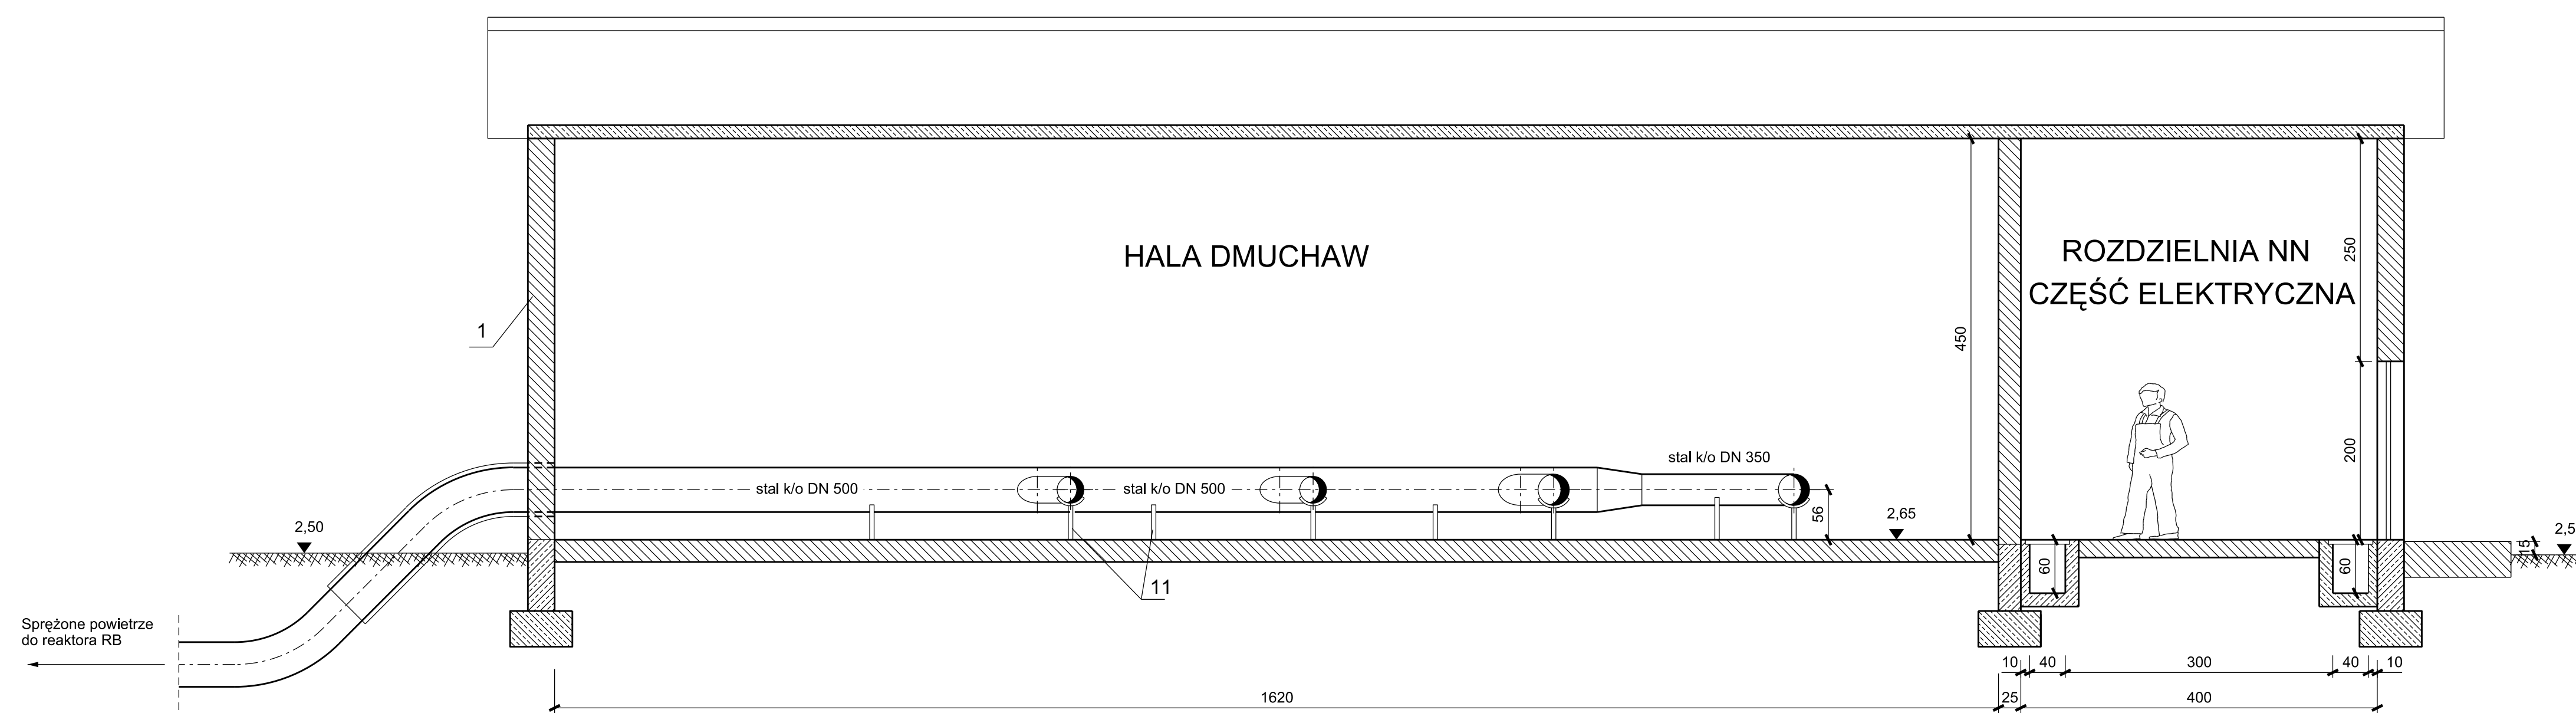 HALA DMUCHAW
ROZDZIELNIA NN
CZĘŚĆ ELEKTRYCZNA
250
1
450
200
stal k/o DN 350
stal k/o DN 500
stal k/o DN 500
56
2,65
2,50
2,5
15
60
60
11
Sprężone powietrze
do reaktora RB
10
40
300
40
10
1620
25
400